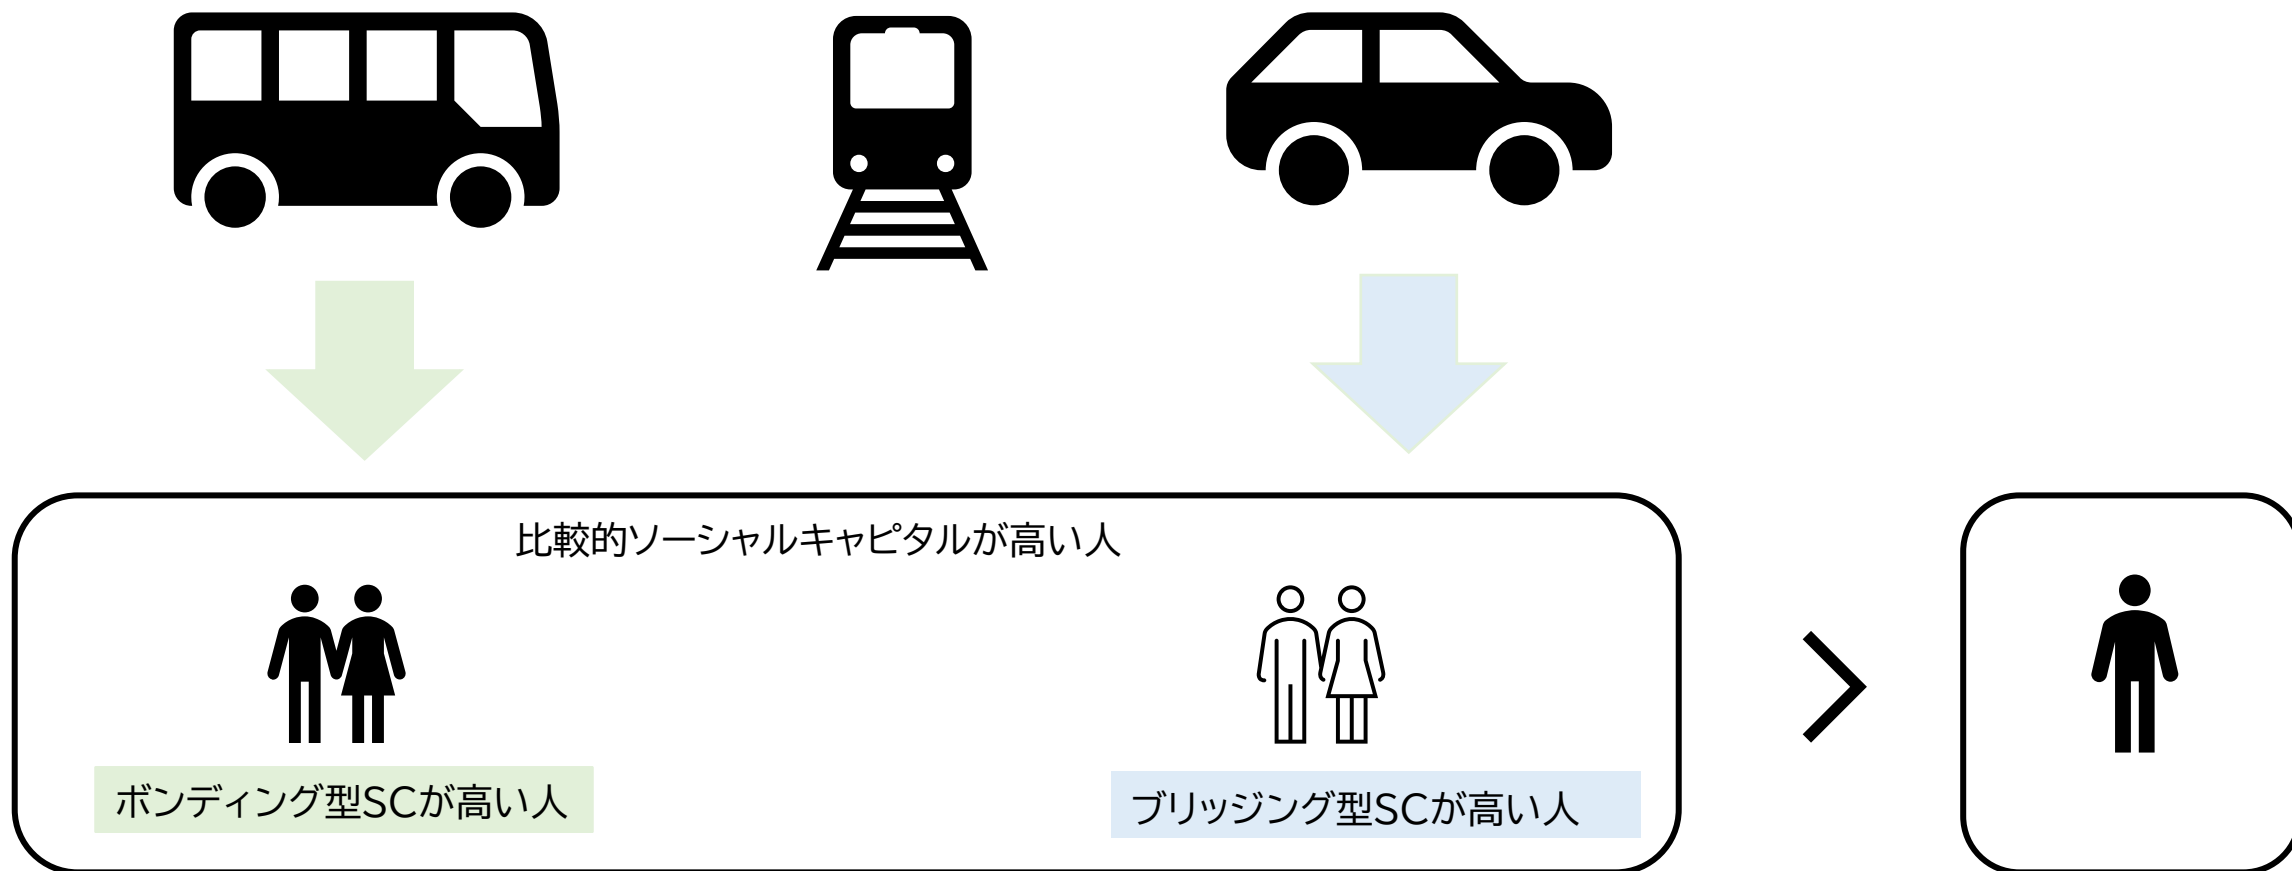 比較的ソーシャルキャピタルが高い人
ボンディング型SCが高い人
ブリッジング型SCが高い人